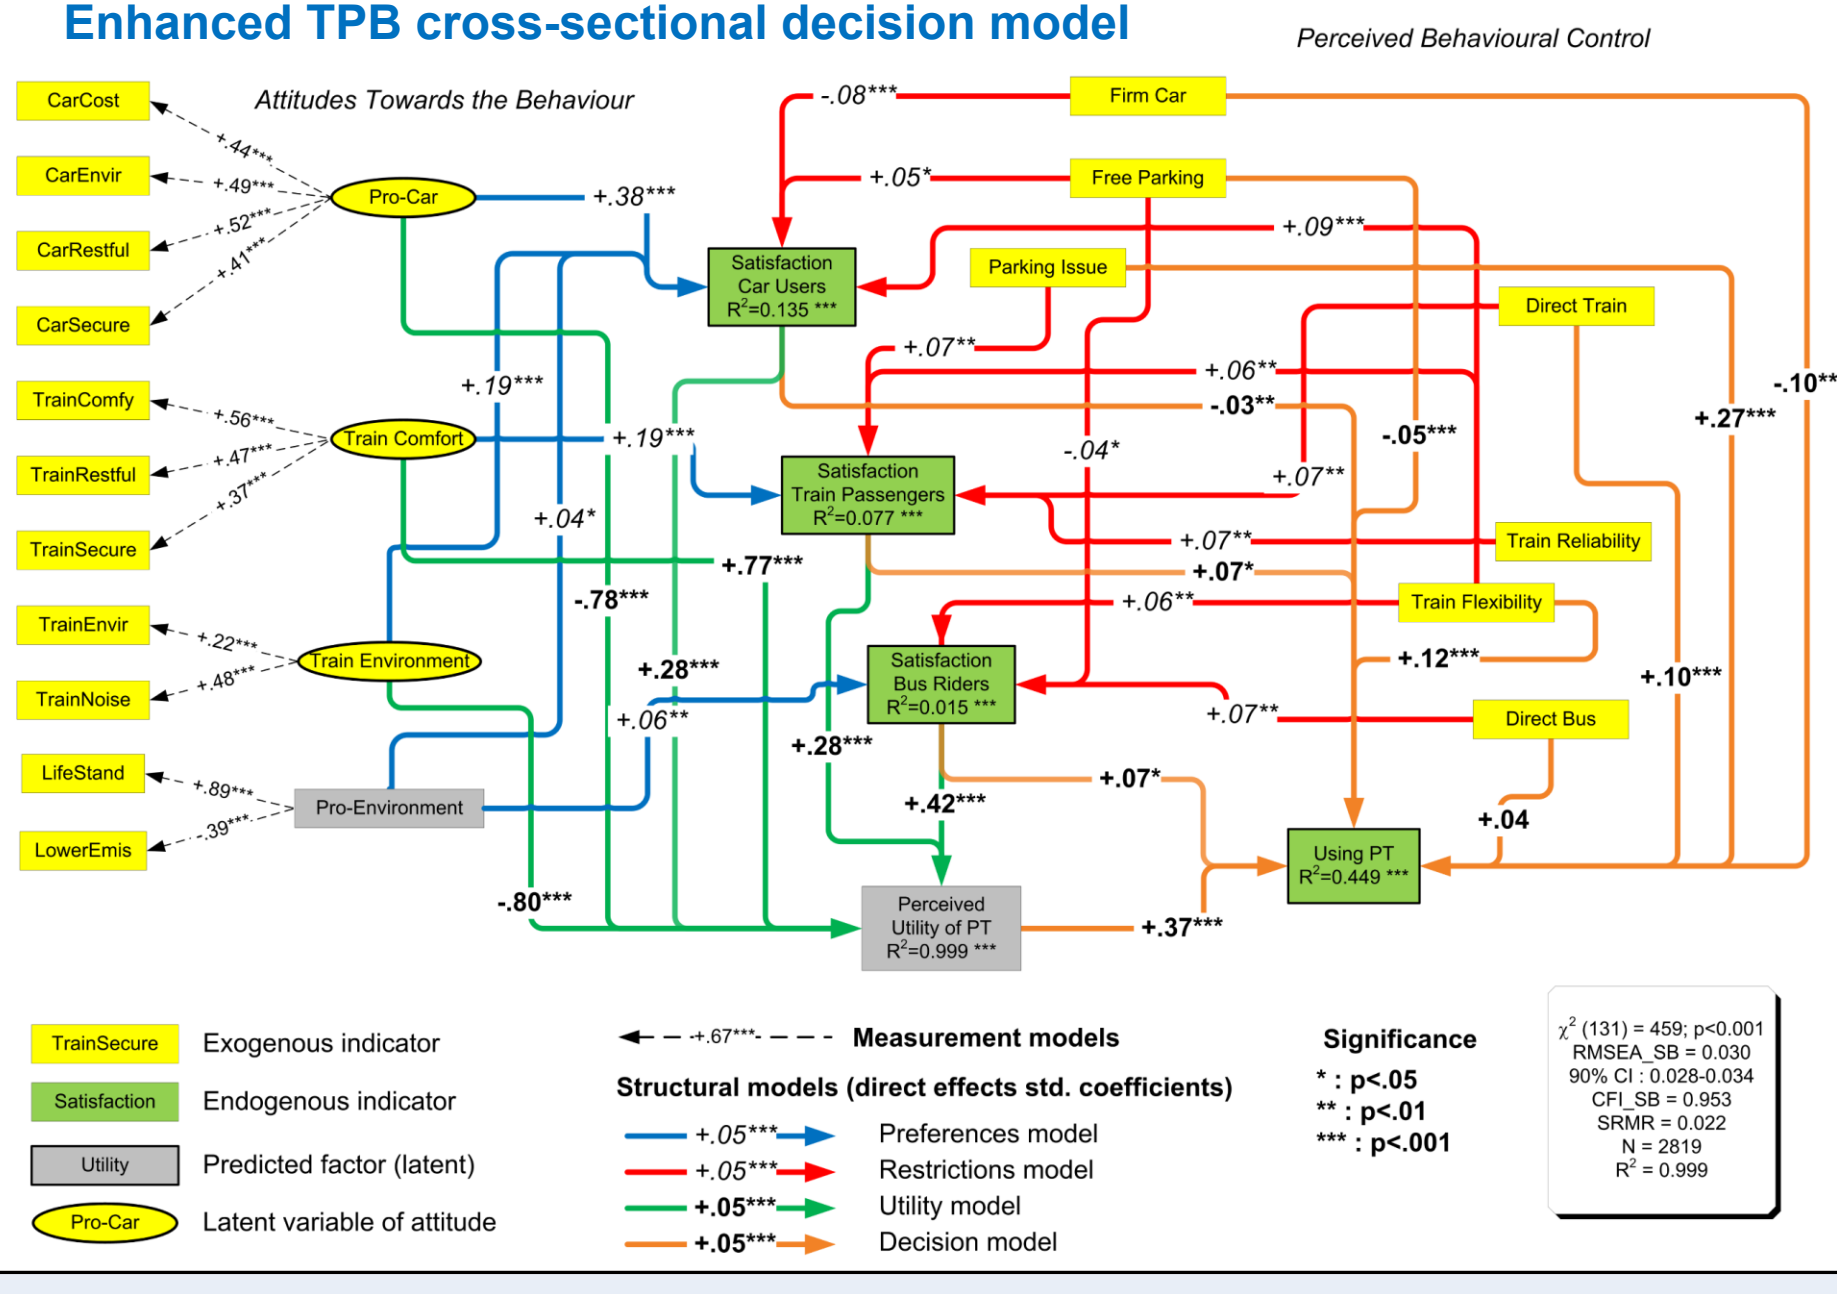 Enhanced TPB cross-sectional decision model
Perceived Behavioural Control
Attitudes Towards the Behaviour
CarCost
CarEnvir
CarRestful
CarSecure
TrainComfy
TrainRestful
TrainSecure
TrainEnvir
TrainNoise
LifeStand
LowerEmis
+.44***
+.49***
+.52***
+.41***
+.56***
+.47***
+.37***
+.22***
+.48***
+.89***
-.39***
Pro-Car
Train Comfort
Train Environment
Pro-Environment
+.38***
+.19***
+.19***
+.04*
+.77***
-.78***
+.28***
+.06**
-.80***
-.08***
+.05*
+.09***
+.07**
+.06**
-.03**
-.04*
-.05***
+.07**
+.07**
+.07*
+.06**
+.12***
+.07**
+.28***
+.42***
+.07*
+.37***
+.04
+.10***
+.27***
-.10**
Satisfaction
Car Users
R2=0.135 ***
Satisfaction
Train Passengers
R2=0.077 ***
Satisfaction
Bus Riders
R2=0.015 ***
Perceived
Utility of PT
R2=0.999 ***
Using PT
R2=0.449 ***
Firm Car
Free Parking
Parking Issue
Direct Train
Train Reliability
Train Flexibility
Direct Bus
TrainSecure
Exogenous indicator
Satisfaction
Endogenous indicator
Utility
Predicted factor (latent)
Pro-Car
Latent variable of attitude
+.67***
Measurement models
Structural models (direct effects std. coefficients)
+.05***
Preferences model
+.05***
Restrictions model
+.05***
Utility model
+.05***
Decision model
Significance
* : p<.05
** : p<.01
*** : p<.001
χ2 (131) = 459; p<0.001
RMSEA_SB = 0.030
90% CI : 0.028-0.034
CFI_SB = 0.953
SRMR = 0.022
N = 2819
R2 = 0.999